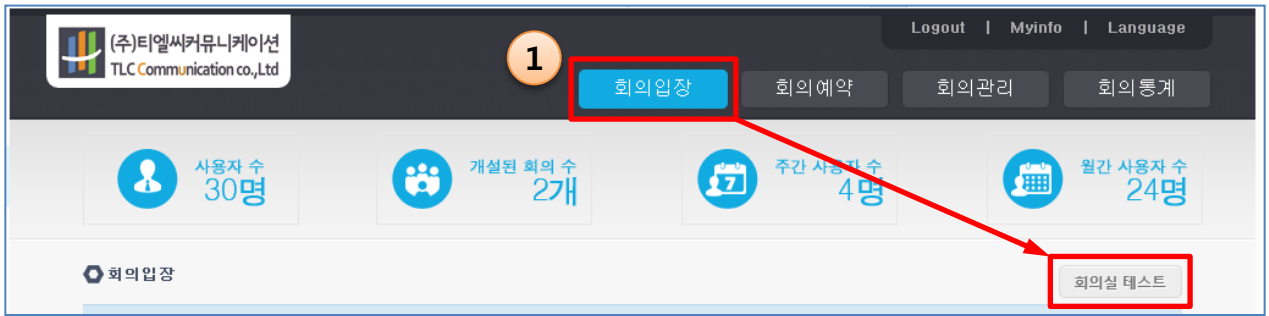 (주)티엘씨커뮤니케이션
TLC Communication co.,Ltd
Logout | Myinfo | Language
1
회의입장 회의예약 회의관리 회의통계
사용자 수
30명
개설된 회의 수
2개
7
주간 사용자 수
4명
월간 사용자 수
24명
회의입장
회의실 테스트